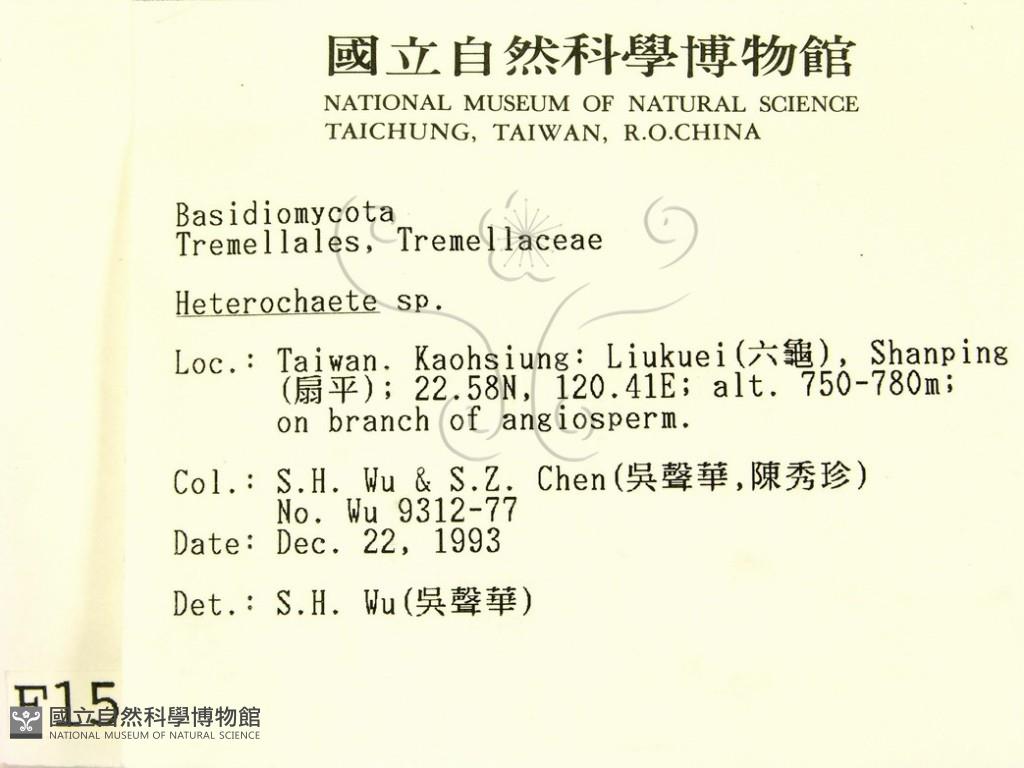 國立自然科學博物館
NATIONAL MUSEUM OF NATURAL SCIENCE
TAICHUNG, TAIWAN, R.O.CHINA
Basidiomycota
Tremellales, Tremellaceae
Heterochaete sp.
Loc.: Taiwan. Kaohsiung: Liukuei(六龜), Shanping
(扇平); 22.58N, 120.41E; alt. 750-780m;
on branch of angiosperm.
Col.: S.H. Wu & S.Z. Chen(吳聲華,陳秀珍)
No. Wu 9312-77
Date: Dec. 22, 1993
Det.: S.H. Wu(吳聲華)
F15
國立自然科學博物館
NATIONAL MUSEUM OF NATURAL SCIENCE